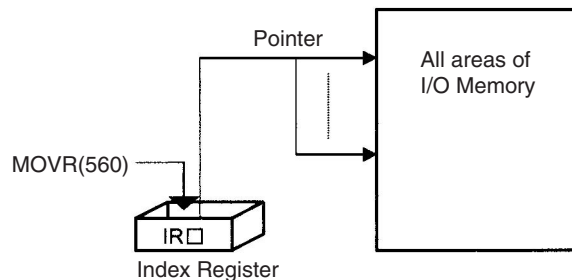 Pointer
All areas of
I/O Memory
MOVR(560)
IR□
Index Register